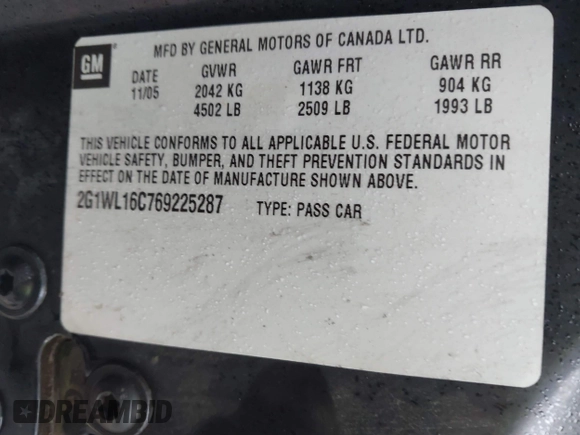 MFD BY GENERAL MOTORS OF CANADA LTD.
GM
DATE GVWR GAWR FRT GAWR RR
11/05 2042 KG 1138 KG 904 KG
4502 LB 2509 LB 1993 LB
THIS VEHICLE CONFORMS TO ALL APPLICABLE U.S. FEDERAL MOTOR
VEHICLE SAFETY, BUMPER, AND THEFT PREVENTION STANDARDS IN
EFFECT ON THE DATE OF MANUFACTURE SHOWN ABOVE.
2G1WL16C769225287 TYPE: PASS CAR
DREAMBID